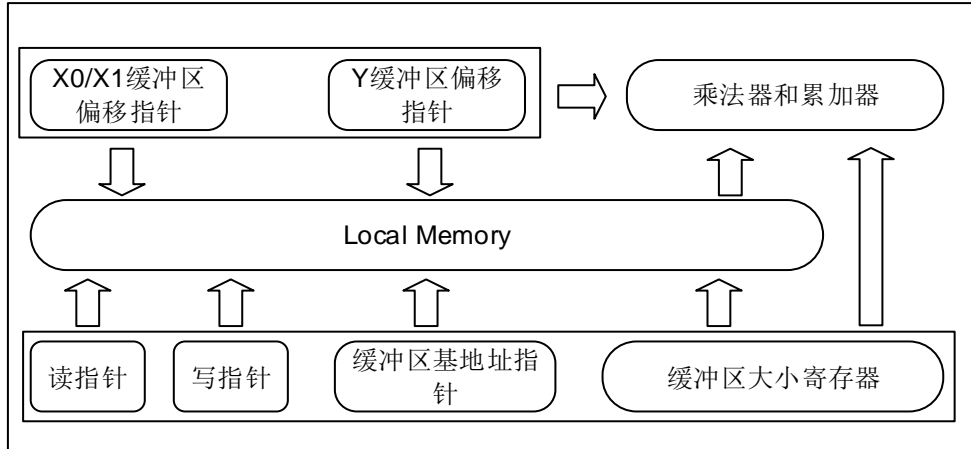 X0/X1缓冲区
偏移指针
Y缓冲区偏移
指针
乘法器和累加器
Local Memory
读指针
写指针
缓冲区基地址指
针
缓冲区大小寄存器